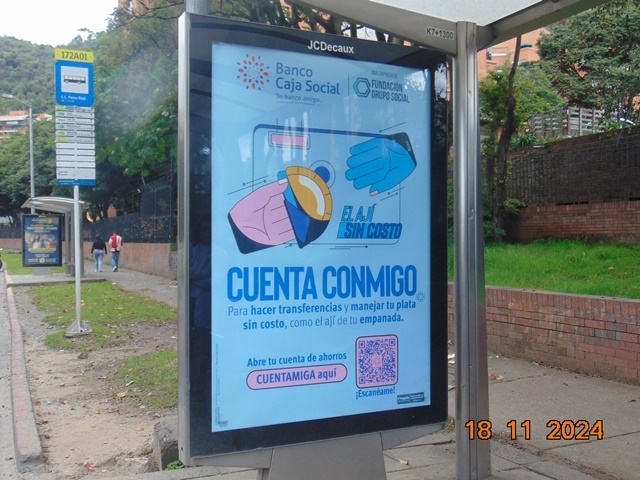 JCDecaux
K7+1300
172A01
Banco
Caja Social
Su banco amigo.
FUNDACIÓN
GRUPO SOCIAL
EL AJÍ
SIN COSTO
CUENTA CONMIGO
Para hacer transferencias y manejar tu plata
sin costo, como el ají de tu empanada.
Abre tu cuenta de ahorros
CUENTAMIGA aquí
¡Escanéame!
18 11 2024